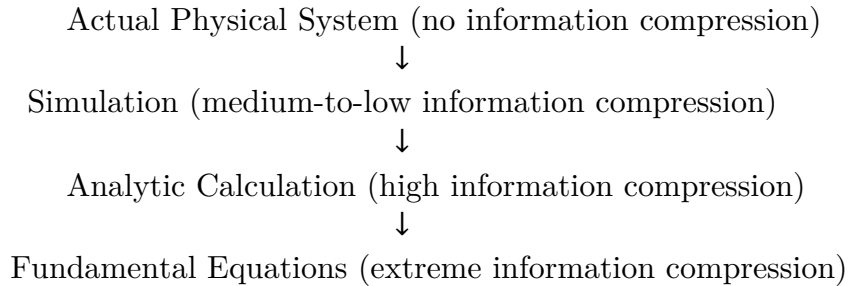 Actual Physical System (no information compression)
↓
Simulation (medium-to-low information compression)
↓
Analytic Calculation (high information compression)
↓
Fundamental Equations (extreme information compression)